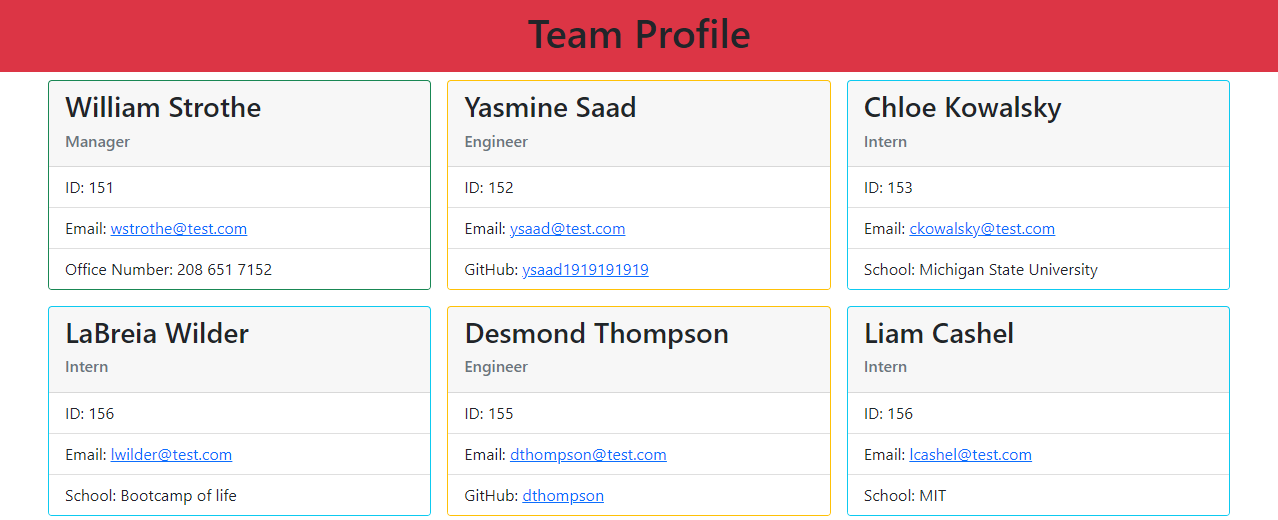 Team Profile
William Strothe
Manager
ID: 151
Email: wstrothe@test.com
Office Number: 208 651 7152
Yasmine Saad
Engineer
ID: 152
Email: ysaad@test.com
GitHub: ysaad1919191919
Chloe Kowalsky
Intern
ID: 153
Email: ckowalsky@test.com
School: Michigan State University
LaBreia Wilder
Intern
ID: 156
Email: lwilder@test.com
School: Bootcamp of life
Desmond Thompson
Engineer
ID: 155
Email: dthompson@test.com
GitHub: dthompson
Liam Cashel
Intern
ID: 156
Email: lcashel@test.com
School: MIT